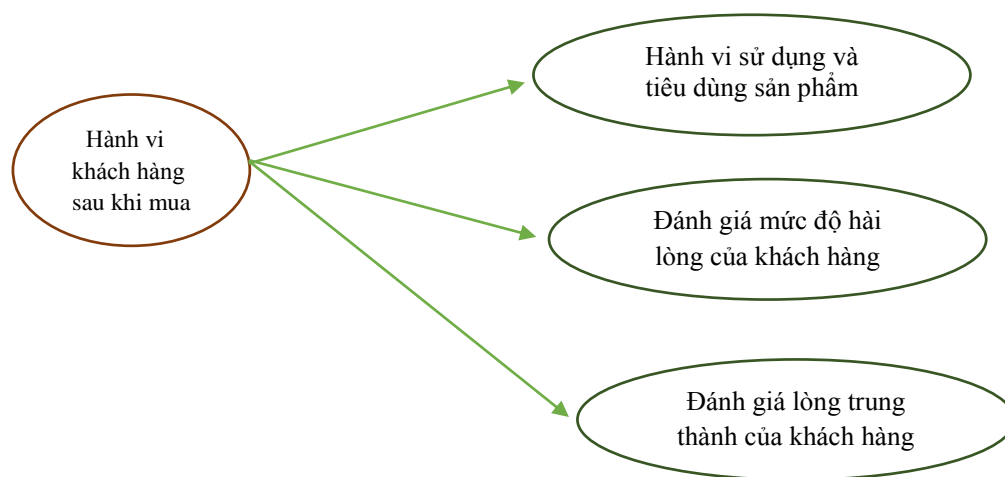 Hành vi
khách hàng
sau khi mua
Hành vi sử dụng và
tiêu dùng sản phẩm
Đánh giá mức độ hài
lòng của khách hàng
Đánh giá lòng trung
thành của khách hàng